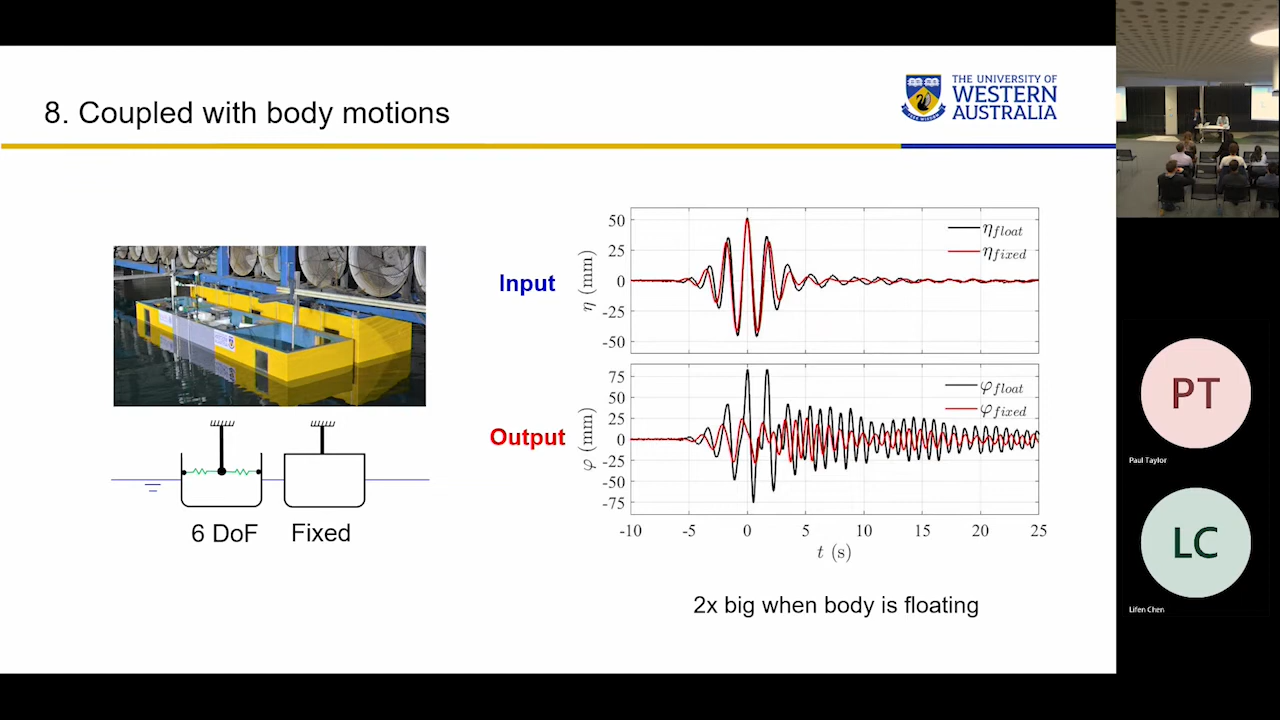 8. Coupled with body motions
THE UNIVERSITY OF
WESTERN
AUSTRALIA
Input
Output
6 DoF
Fixed
η (mm)
50
25
0
-25
-50
η_float
η_fixed
φ (mm)
75
50
25
0
-25
-50
-75
φ_float
φ_fixed
-10 -5 0 5 10 15 20 25
t (s)
2x big when body is floating
PT
Paul Taylor
LC
Lifen Chen